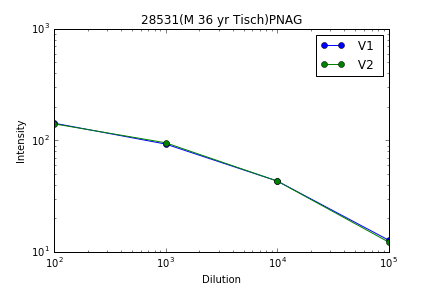 28531(M 36 yr Tisch)PNAG
10³
V1
V2
10²
Intensity
10¹
10² 10³ 10⁴ 10⁵
Dilution